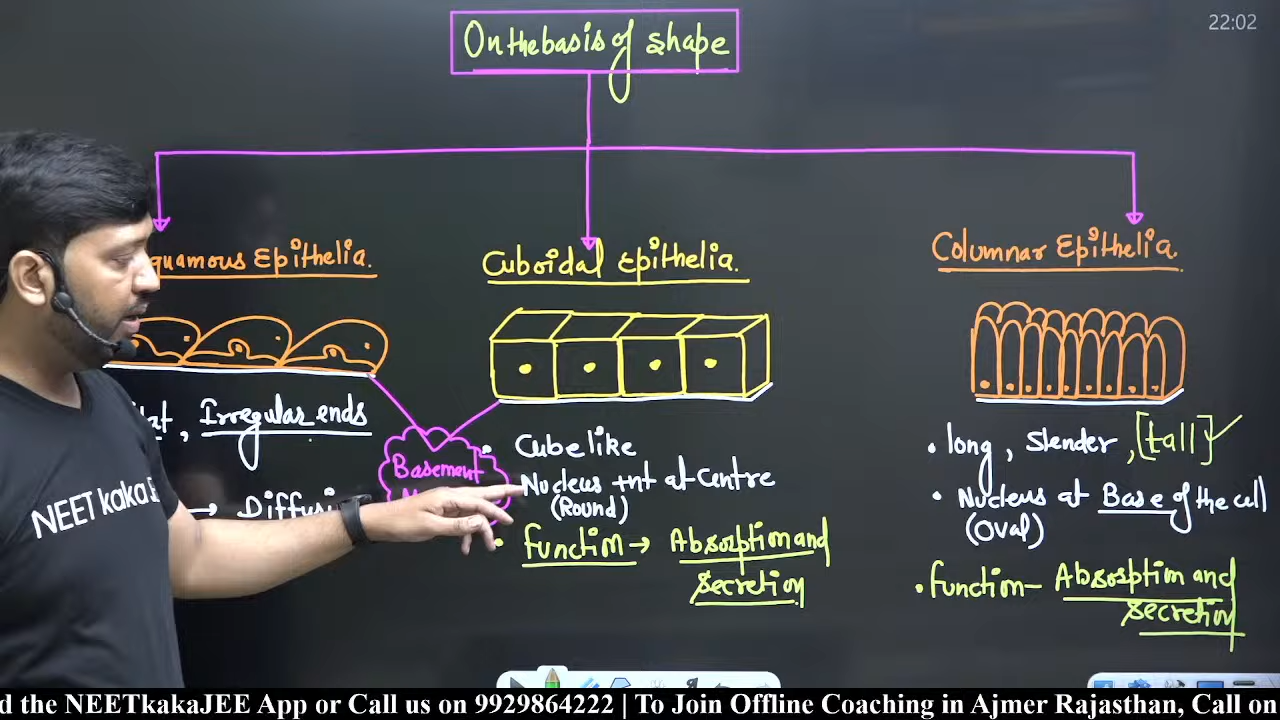 22:02
On the basis of shape
quamous Epithelia.
Cuboidal Epithelia.
Columnar Epithelia.
lat, Irregular ends
→ Diffusi
Basement
• Cubelike
• Nucleus +nt at Centre
(Round)
• function → Absorption and
secretion
• long, Slender, [tall] ✓
• Nucleus at Base of the cell
(Oval)
• function - Absorption and
secretion
NEET kaka JE
d the NEETkakaJEE App or Call us on 9929864222 | To Join Offline Coaching in Ajmer Rajasthan, Call on